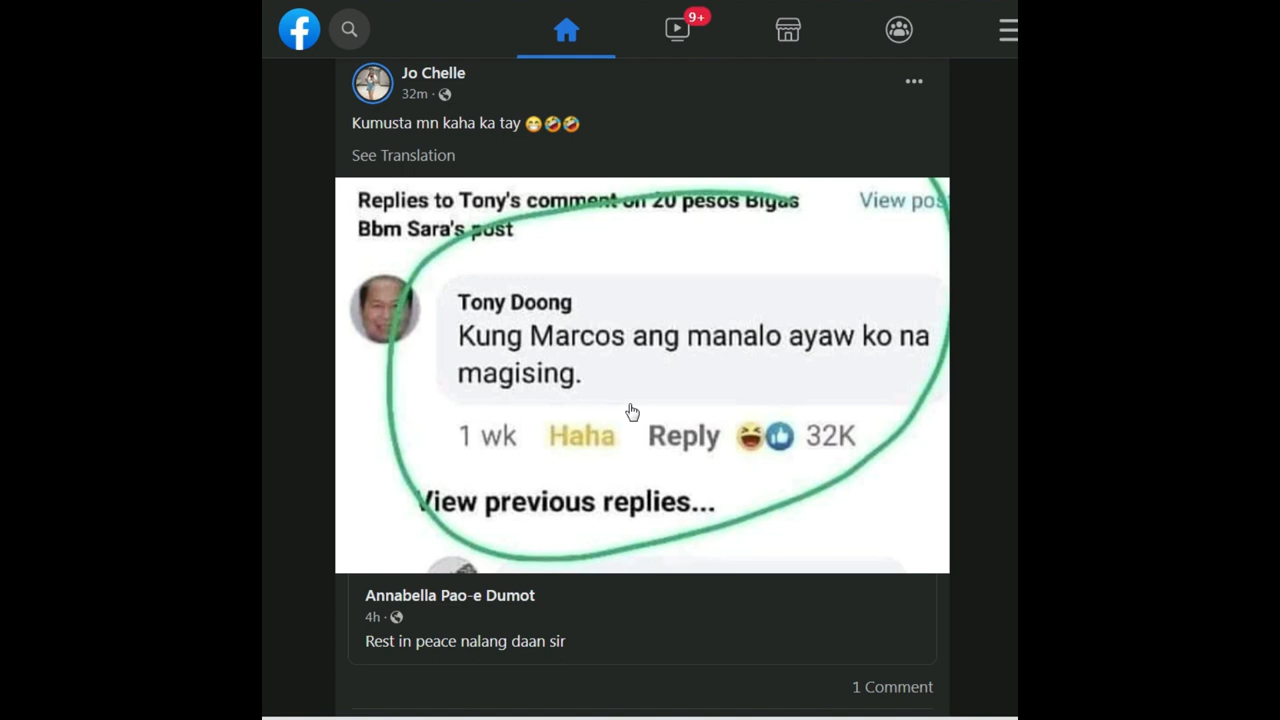 9+
Jo Chelle
32m ·
Kumusta mn kaha ka tay 😁🤣🤣
See Translation
Replies to Tony's comment on 20 pesos Bigas View pos
Bbm Sara's post
Tony Doong
Kung Marcos ang manalo ayaw ko na
magising.
1 wk Haha Reply 32K
View previous replies...
Annabella Pao-e Dumot
4h ·
Rest in peace nalang daan sir
1 Comment